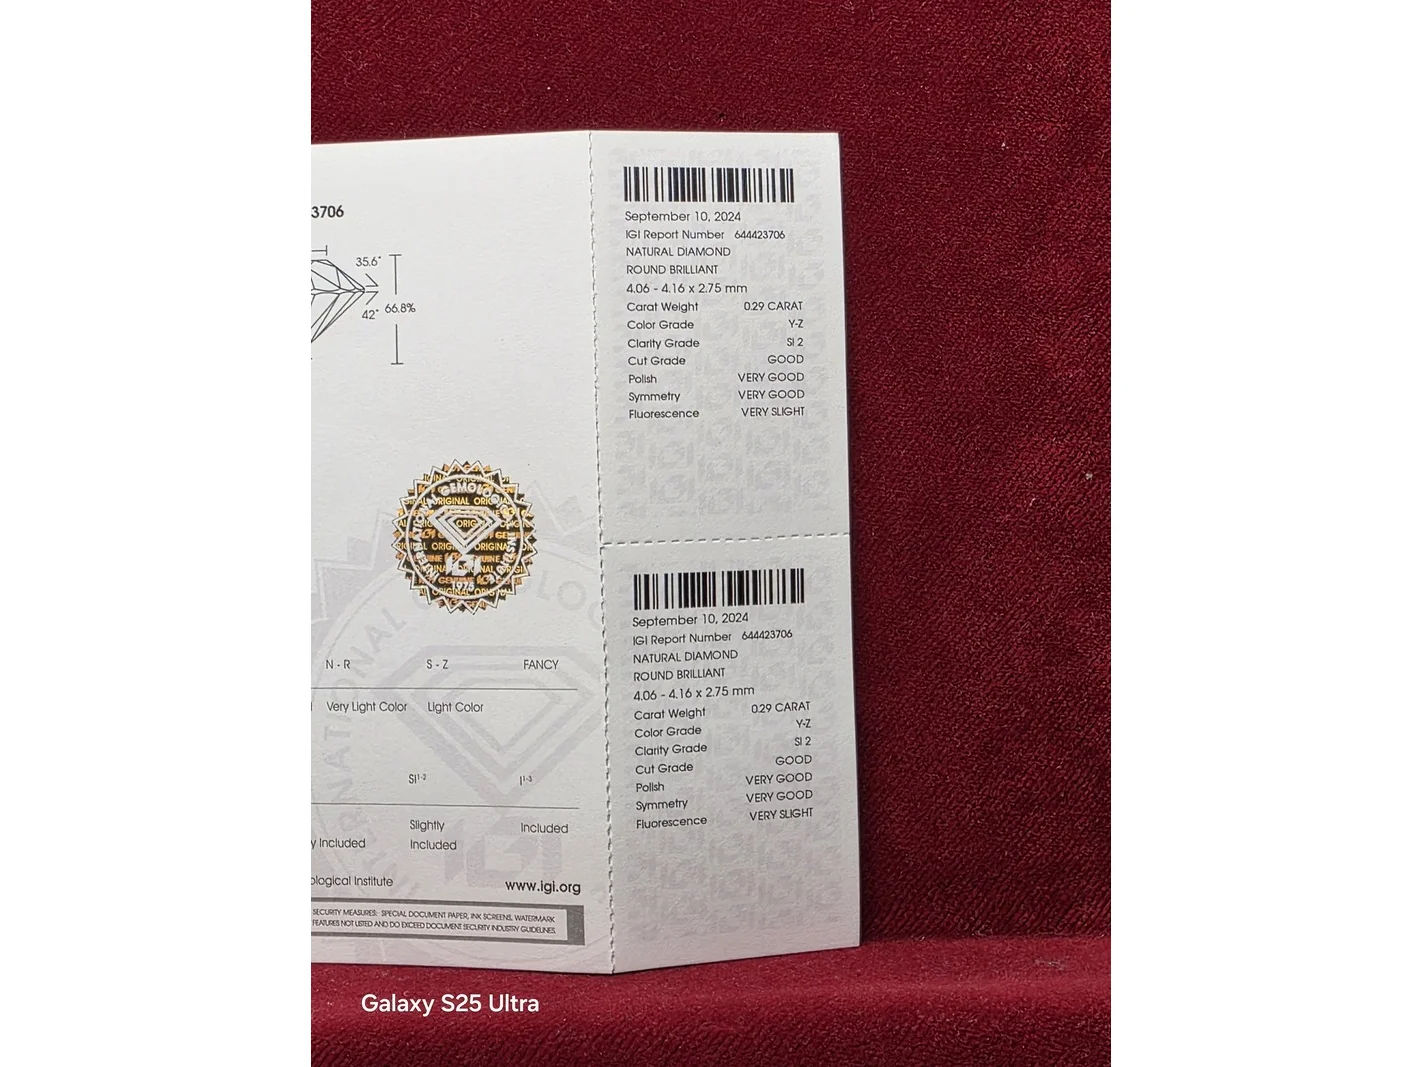 3706
35.6°
42° 66.8%
1975
N - R S - Z FANCY
Very Light Color Light Color
SI1-2 I1-3
Slightly Included
y Included Included
ological Institute www.igi.org
SECURITY MEASURES: SPECIAL DOCUMENT PAPER, INK SCREENS, WATERMARK
FEATURES NOT LISTED AND DO EXCEED DOCUMENT SECURITY INDUSTRY GUIDELINES.
September 10, 2024
IGI Report Number 644423706
NATURAL DIAMOND
ROUND BRILLIANT
4.06 - 4.16 x 2.75 mm
Carat Weight 0.29 CARAT
Color Grade Y-Z
Clarity Grade SI 2
Cut Grade GOOD
Polish VERY GOOD
Symmetry VERY GOOD
Fluorescence VERY SLIGHT
September 10, 2024
IGI Report Number 644423706
NATURAL DIAMOND
ROUND BRILLIANT
4.06 - 4.16 x 2.75 mm
Carat Weight 0.29 CARAT
Color Grade Y-Z
Clarity Grade SI 2
Cut Grade GOOD
Polish VERY GOOD
Symmetry VERY GOOD
Fluorescence VERY SLIGHT
Galaxy S25 Ultra